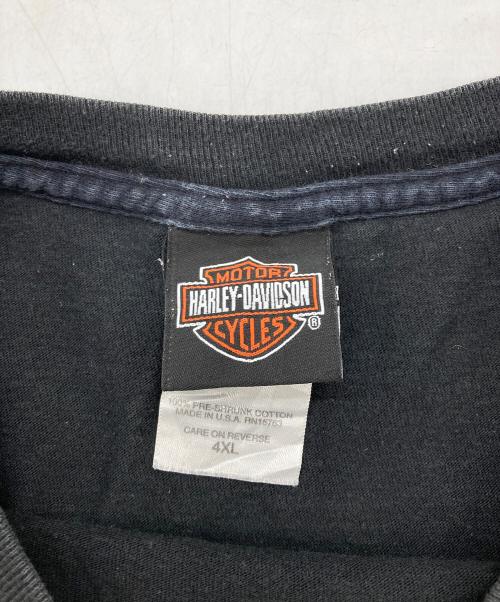 MOTOR
HARLEY-DAVIDSON
CYCLES
®
100% PRE-SHRUNK COTTON
MADE IN U.S.A. RN15763
CARE ON REVERSE
4XL